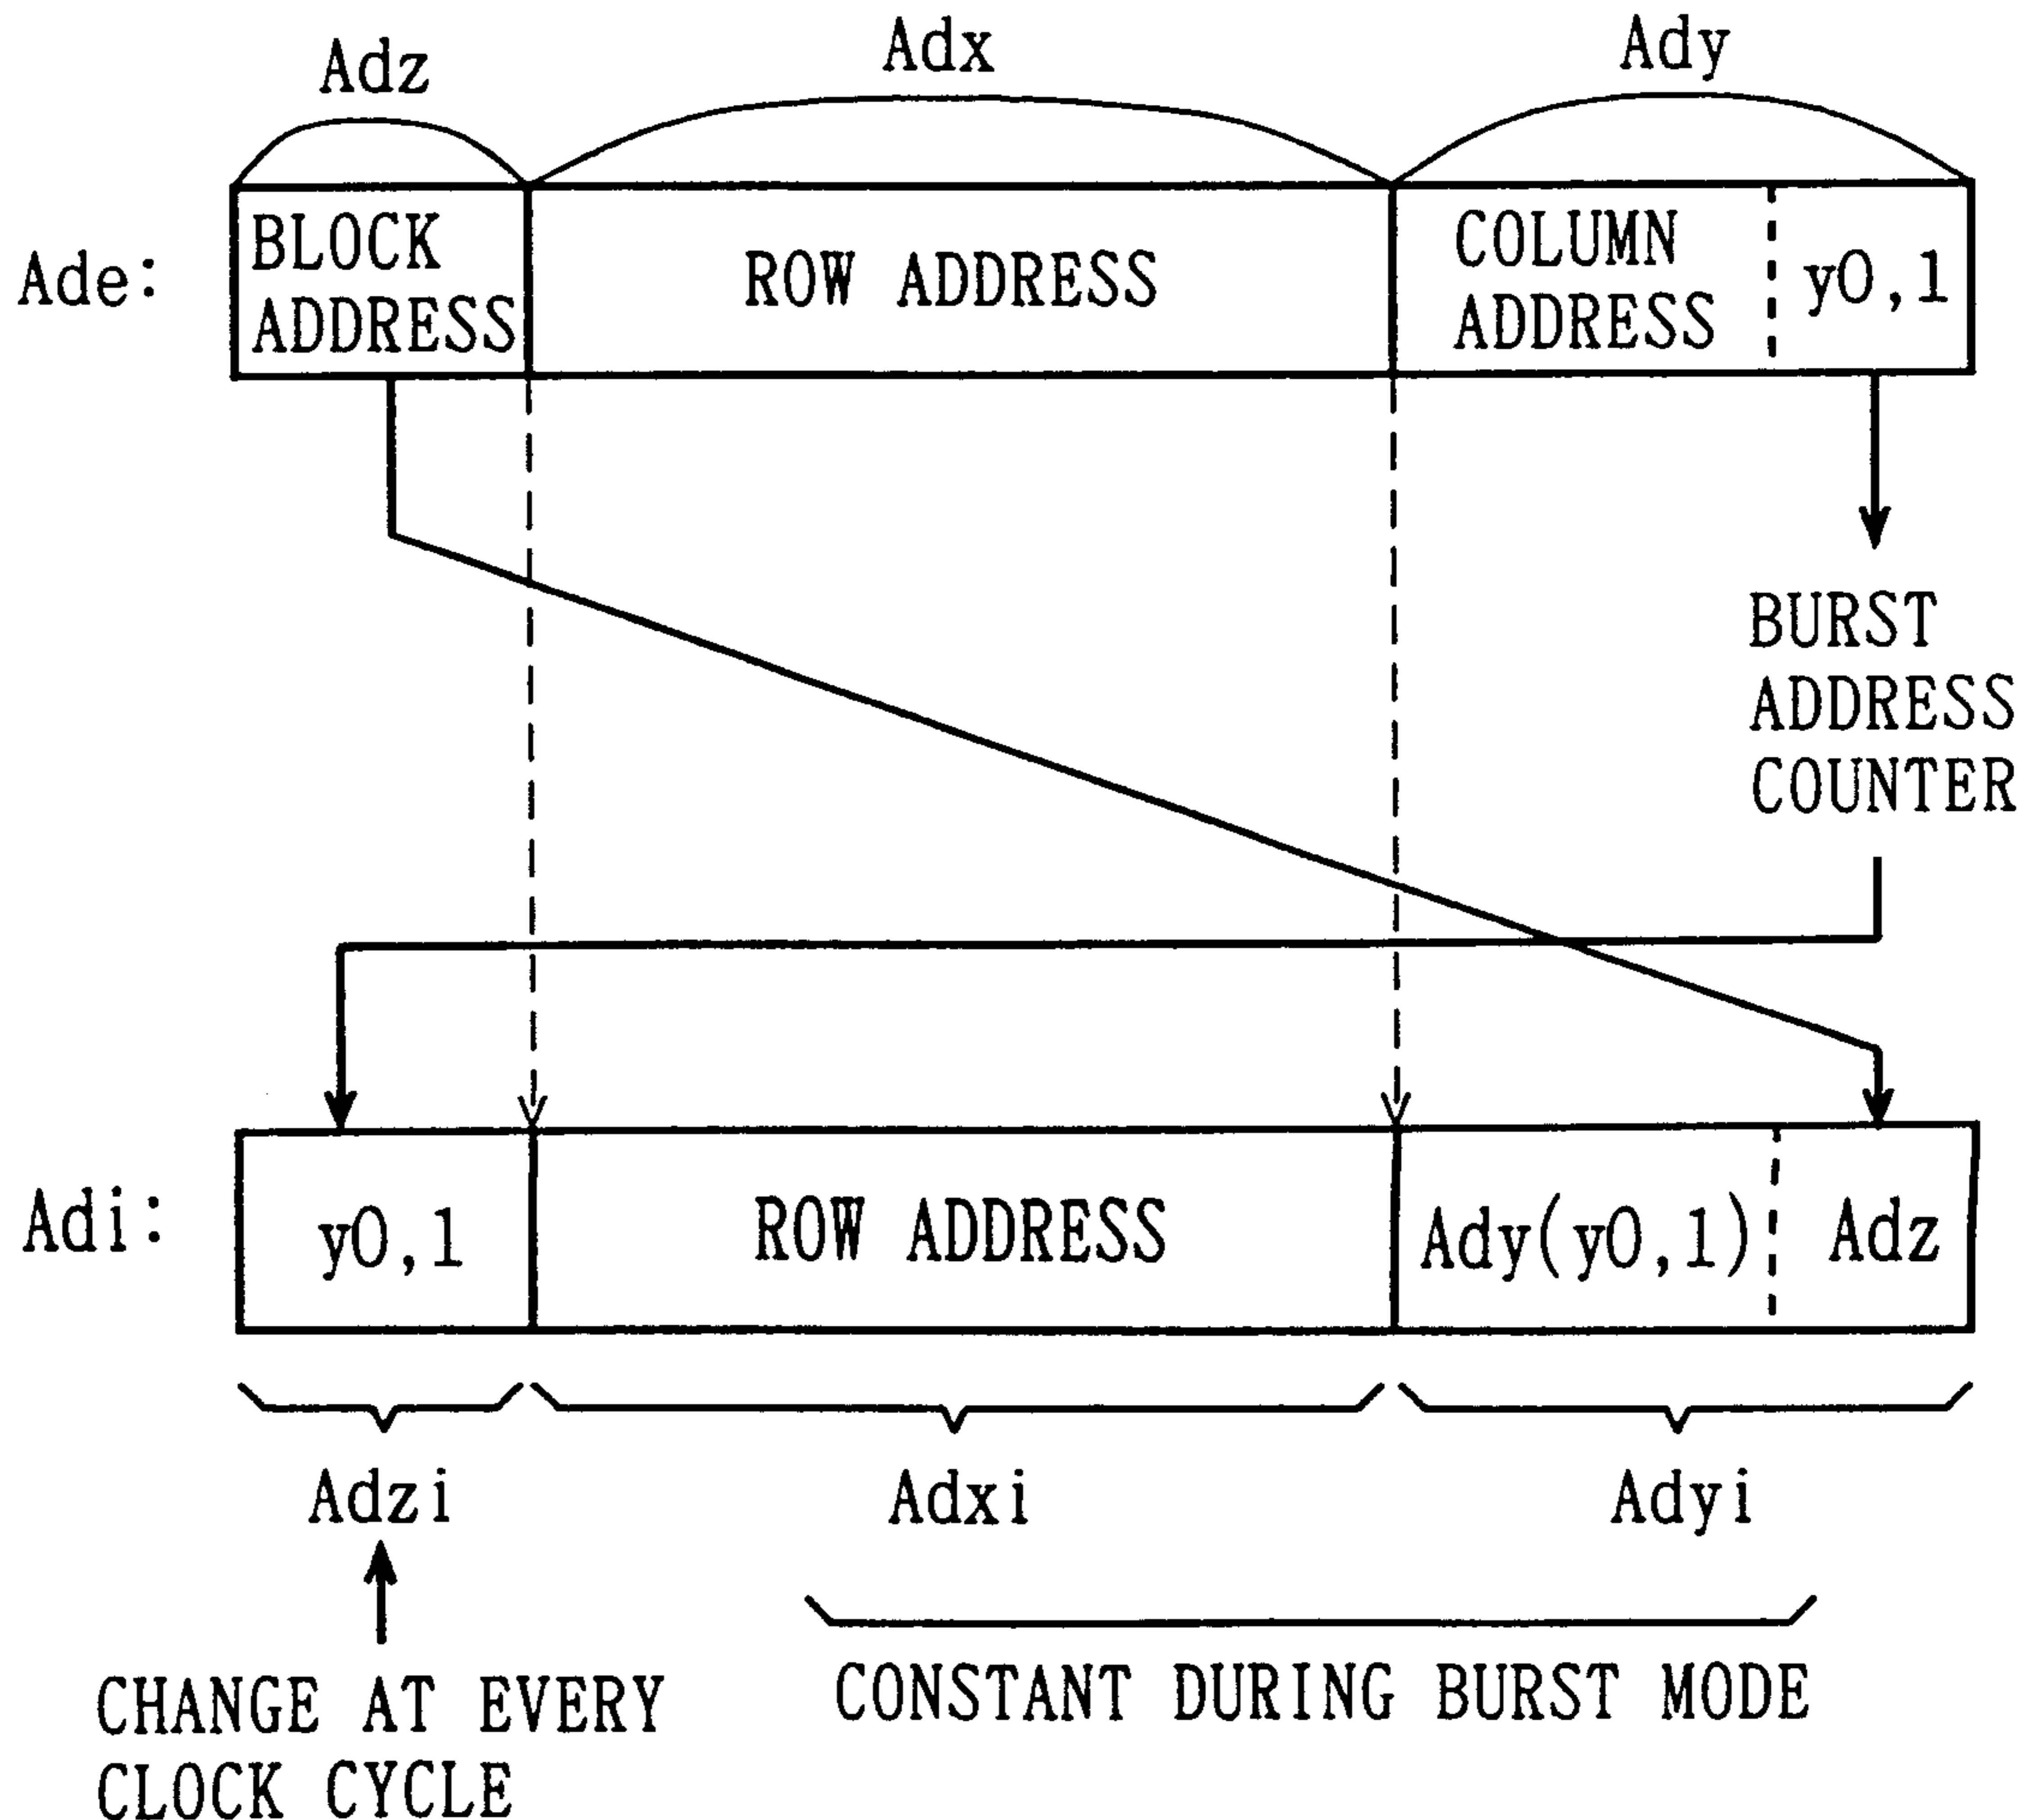 Adz
Adx
Ady
Ade:
BLOCK
ADDRESS
ROW ADDRESS
COLUMN
ADDRESS
y0,1
BURST
ADDRESS
COUNTER
Adi:
y0,1
ROW ADDRESS
Ady(y0,1)
Adz
Adzi
Adxi
Adyi
CHANGE AT EVERY
CLOCK CYCLE
CONSTANT DURING BURST MODE